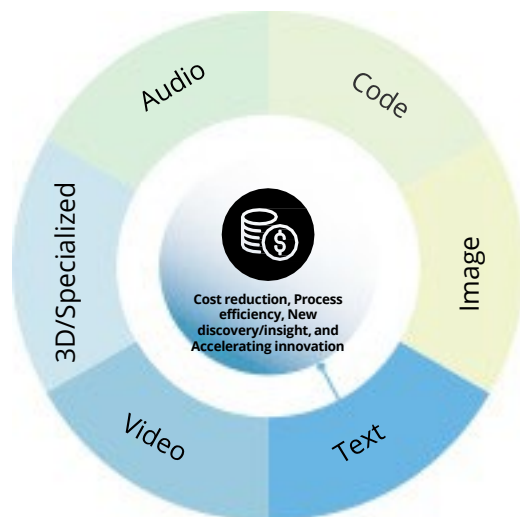 Audio
Code
3D/Specialized
Image
$
Cost reduction, Process
efficiency, New
discovery/insight, and
Accelerating innovation
Video
Text